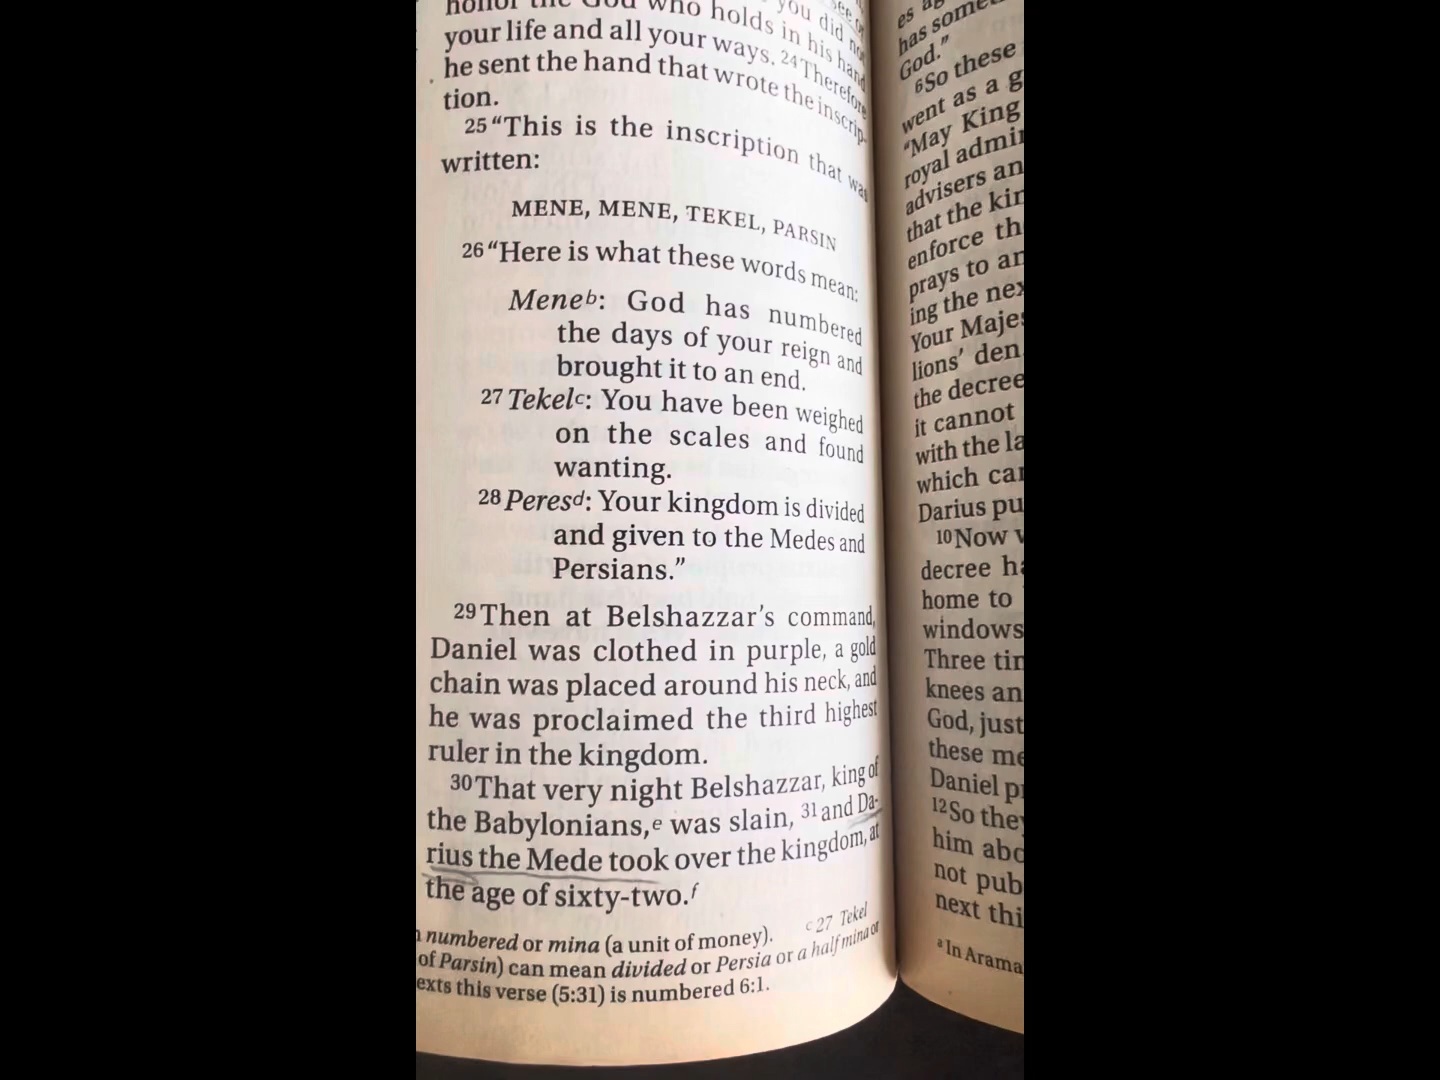 honor the God who holds in his hand
your life and all your ways. 24 Therefore
he sent the hand that wrote the inscrip-
tion.
25 “This is the inscription that was
written:
MENE, MENE, TEKEL, PARSIN
26 “Here is what these words mean:
Mene b: God has numbered
the days of your reign and
brought it to an end.
27 Tekel c: You have been weighed
on the scales and found
wanting.
28 Peres d: Your kingdom is divided
and given to the Medes and
Persians.”
29 Then at Belshazzar’s command,
Daniel was clothed in purple, a gold
chain was placed around his neck, and
he was proclaimed the third highest
ruler in the kingdom.
30 That very night Belshazzar, king of
the Babylonians, e was slain, 31 and Da-
rius the Mede took over the kingdom, at
the age of sixty-two. f
numbered or mina (a unit of money). c 27 Tekel
of Parsin) can mean divided or Persia or a half mina or
exts this verse (5:31) is numbered 6:1.
has
God.”
6 So these
went as a g
“May King
royal admi
advisers an
that the kin
enforce th
prays to an
ing the nex
Your Majes
lions’ den.
the decree
it cannot
with the la
which can
Darius pu
10 Now
decree ha
home to
windows
Three tim
knees an
God, just
these me
Daniel p
12 So they
him abo
not pub
next thi
a In Arama